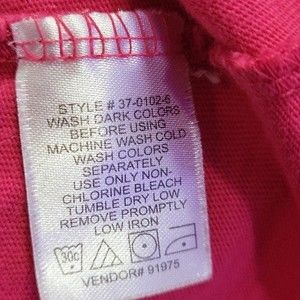 STYLE # 37-0102-6
WASH DARK COLORS
BEFORE USING
MACHINE WASH COLD
WASH COLORS
SEPARATELY
USE ONLY NON-
CHLORINE BLEACH
TUMBLE DRY LOW
REMOVE PROMPTLY
LOW IRON
30c
VENDOR# 91975